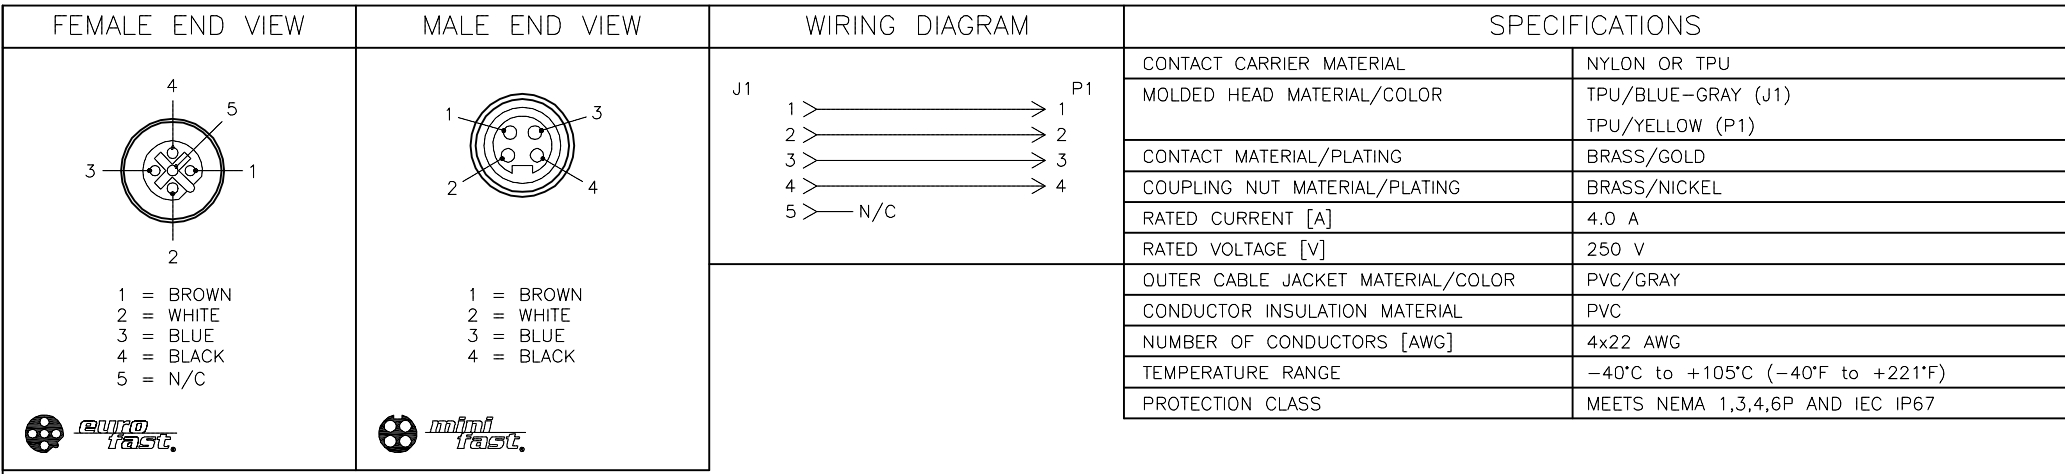 FEMALE END VIEW
4
5
3
1
2
1 = BROWN
2 = WHITE
3 = BLUE
4 = BLACK
5 = N/C
euro
fast®
MALE END VIEW
1
3
2
4
1 = BROWN
2 = WHITE
3 = BLUE
4 = BLACK
mini
fast®
WIRING DIAGRAM
J1 P1
1 1
2 2
3 3
4 4
5 N/C
SPECIFICATIONS
CONTACT CARRIER MATERIAL NYLON OR TPU
MOLDED HEAD MATERIAL/COLOR TPU/BLUE-GRAY (J1)
TPU/YELLOW (P1)
CONTACT MATERIAL/PLATING BRASS/GOLD
COUPLING NUT MATERIAL/PLATING BRASS/NICKEL
RATED CURRENT [A] 4.0 A
RATED VOLTAGE [V] 250 V
OUTER CABLE JACKET MATERIAL/COLOR PVC/GRAY
CONDUCTOR INSULATION MATERIAL PVC
NUMBER OF CONDUCTORS [AWG] 4x22 AWG
TEMPERATURE RANGE -40°C to +105°C (-40°F to +221°F)
PROTECTION CLASS MEETS NEMA 1,3,4,6P AND IEC IP67